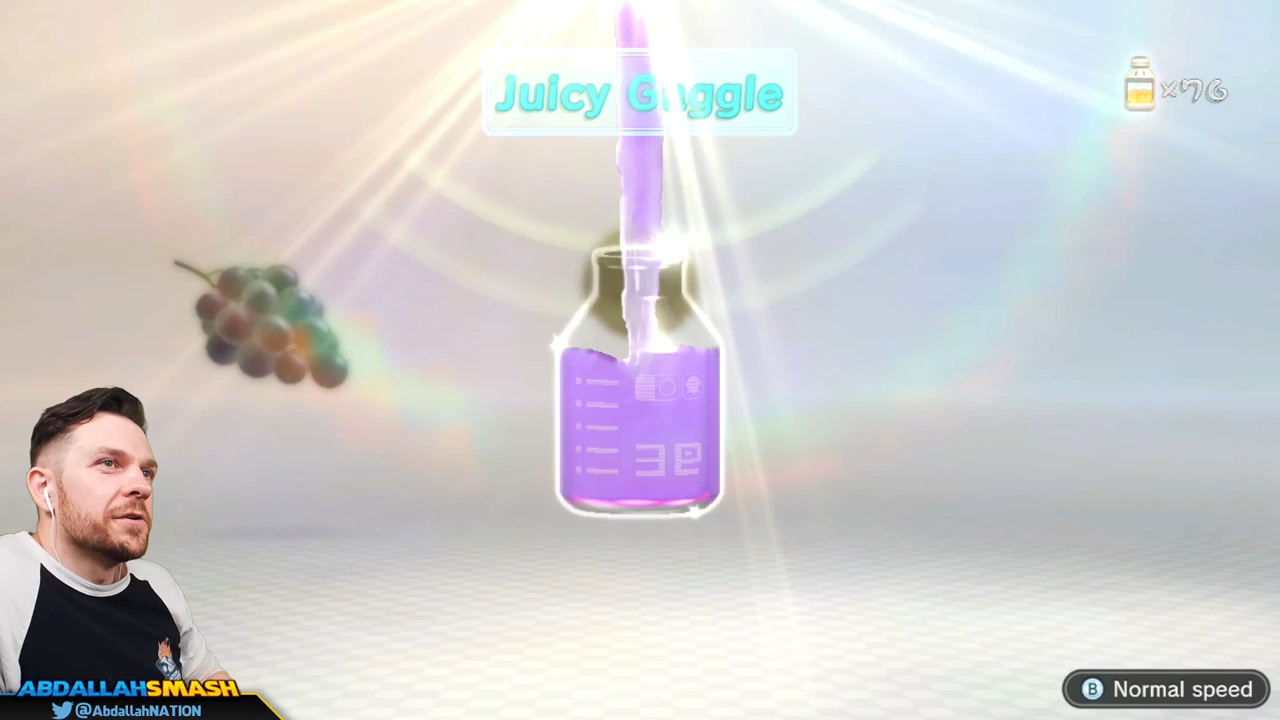 Juicy Gaggle
×76
ABDALLAHSMASH
@AbdallahNATION
B Normal speed